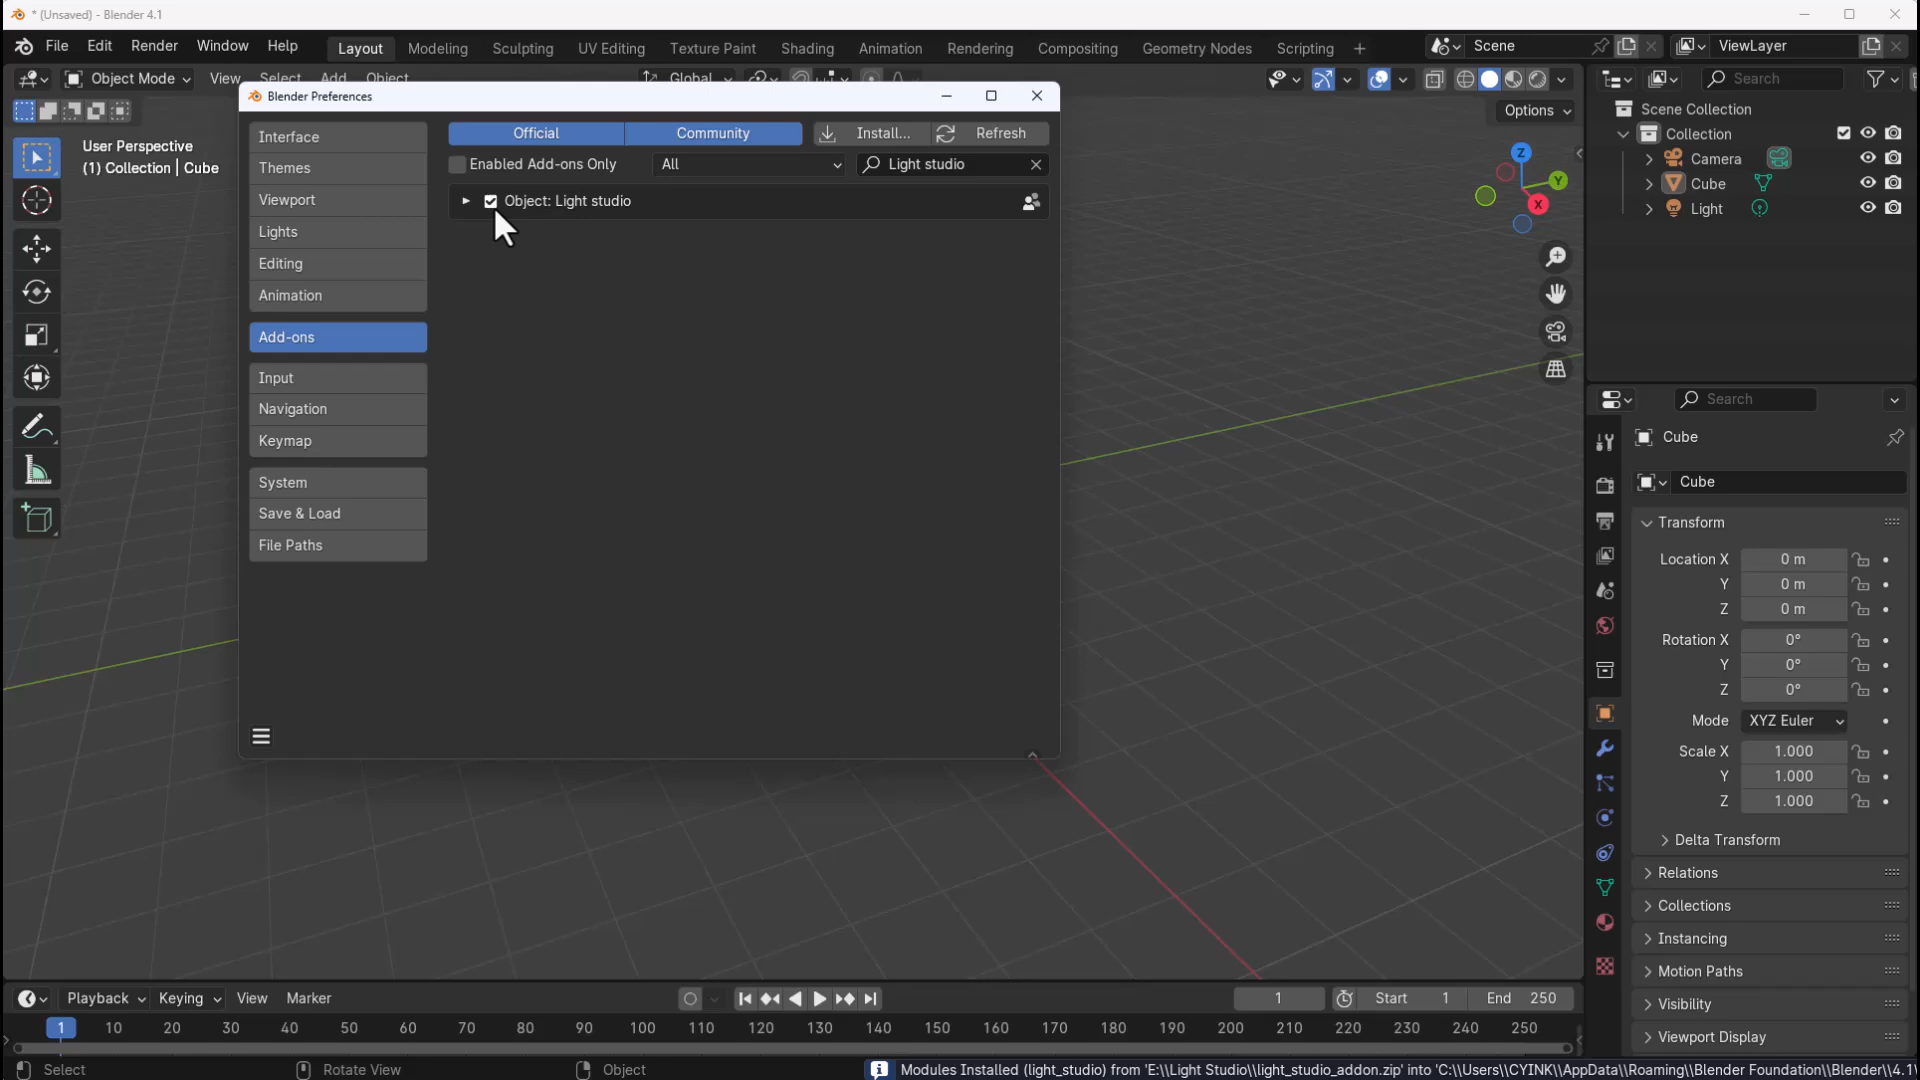 * (Unsaved) - Blender 4.1
File Edit Render Window Help
Layout Modeling Sculpting UV Editing Texture Paint Shading Animation Rendering Compositing Geometry Nodes Scripting +
Scene
ViewLayer
Object Mode View Select Add Object Global
Search
Options
User Perspective
(1) Collection | Cube
Blender Preferences
Interface
Themes
Viewport
Lights
Editing
Animation
Add-ons
Input
Navigation
Keymap
System
Save & Load
File Paths
Official Community Install... Refresh
Enabled Add-ons Only All Light studio
Object: Light studio
Z
Y
X
Scene Collection
Collection
Camera
Cube
Light
Search
Cube
Cube
Transform
Location X 0 m
Y 0 m
Z 0 m
Rotation X 0°
Y 0°
Z 0°
Mode XYZ Euler
Scale X 1.000
Y 1.000
Z 1.000
Delta Transform
Relations
Collections
Instancing
Motion Paths
Visibility
Viewport Display
Playback Keying View Marker
1 Start 1 End 250
1 10 20 30 40 50 60 70 80 90 100 110 120 130 140 150 160 170 180 190 200 210 220 230 240 250
Select Rotate View Object
Modules Installed (light_studio) from 'E:\\Light Studio\\light_studio_addon.zip' into 'C:\\Users\\CYINK\\AppData\\Roaming\\Blender Foundation\\Blender\\4.1\